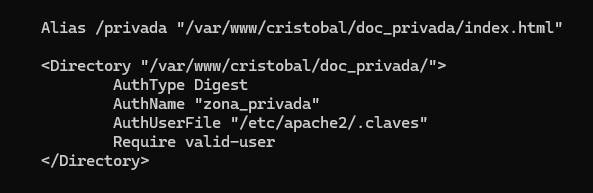 Alias /privada "/var/www/cristobal/doc_privada/index.html"
<Directory "/var/www/cristobal/doc_privada/">
AuthType Digest
AuthName "zona_privada"
AuthUserFile "/etc/apache2/.claves"
Require valid-user
</Directory>